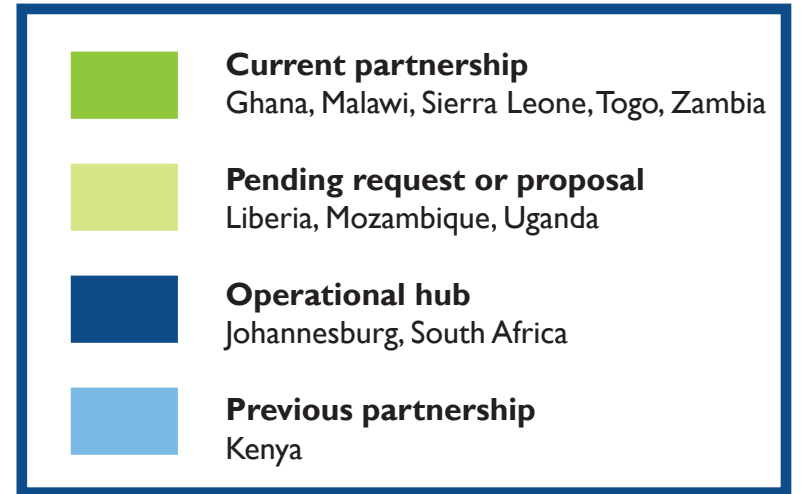 Current partnership
Ghana, Malawi, Sierra Leone, Togo, Zambia
Pending request or proposal
Liberia, Mozambique, Uganda
Operational hub
Johannesburg, South Africa
Previous partnership
Kenya